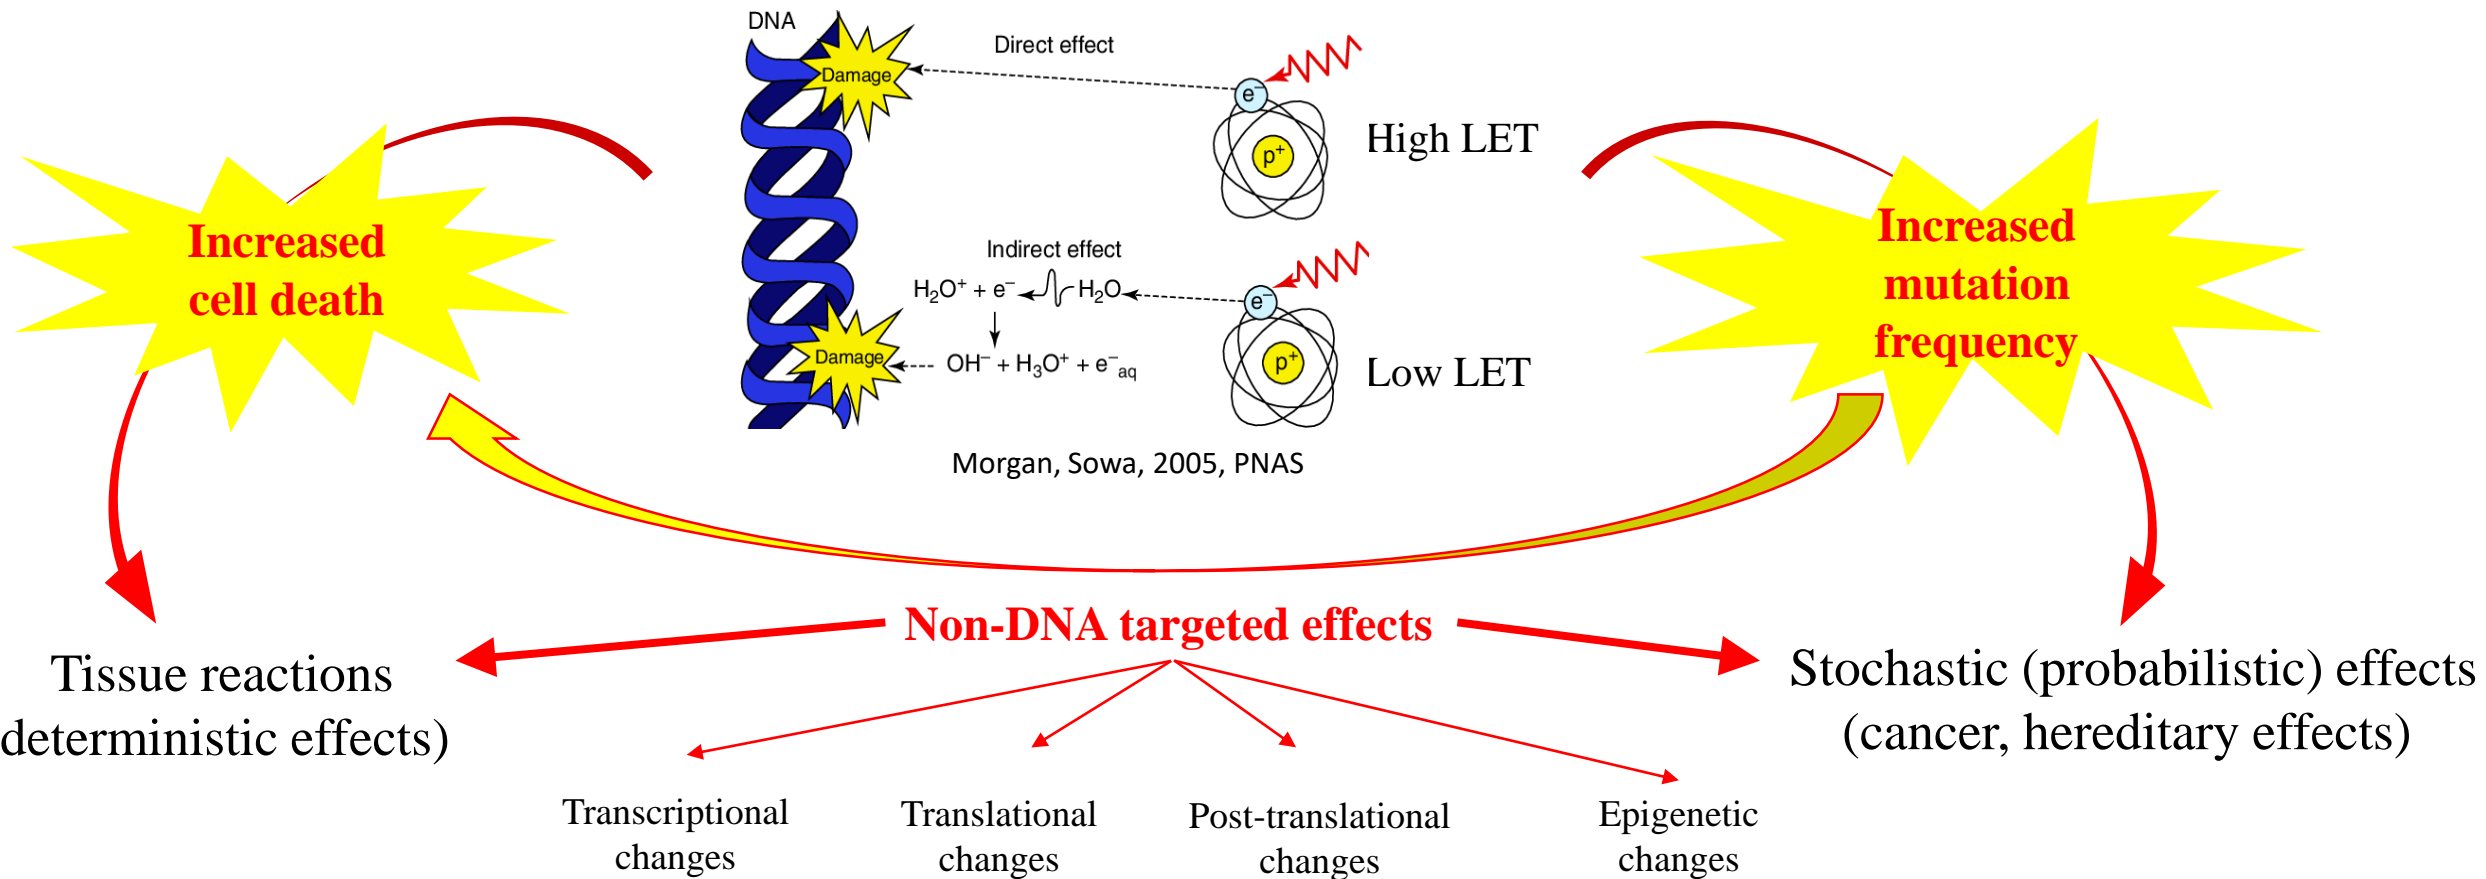 DNA
Damage
Direct effect
e⁻
p⁺
High LET
Increased
cell death
Increased
mutation
frequency
Indirect effect
H₂O⁺ + e⁻
H₂O
e⁻
Damage
OH⁻ + H₃O⁺ + e⁻aq
p⁺
Low LET
Morgan, Sowa, 2005, PNAS
Non-DNA targeted effects
Tissue reactions
deterministic effects)
Stochastic (probabilistic) effects
(cancer, hereditary effects)
Transcriptional
changes
Translational
changes
Post-translational
changes
Epigenetic
changes